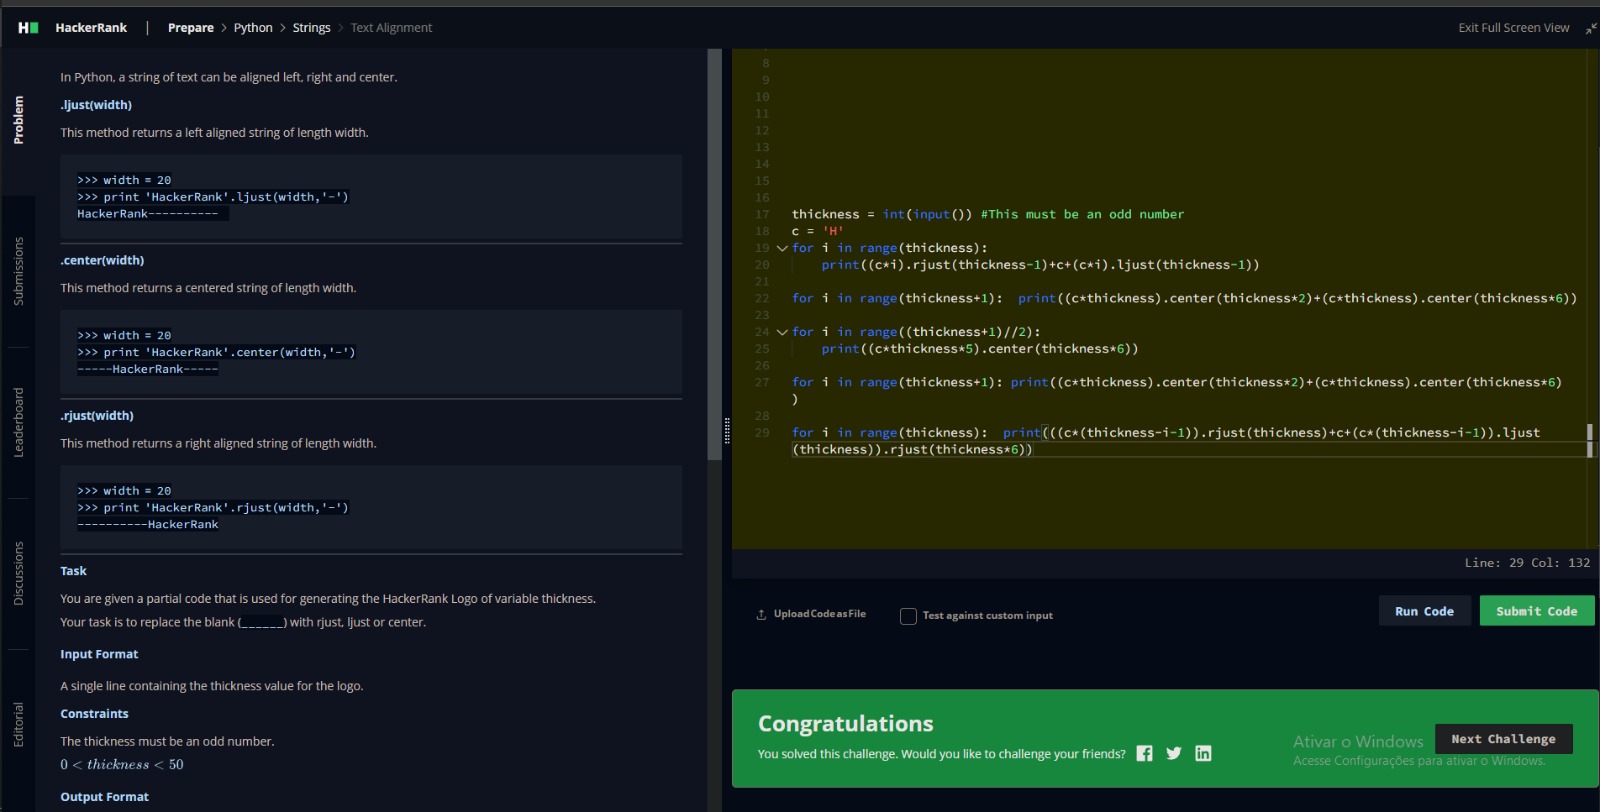 HackerRank | Prepare > Python > Strings > Text Alignment
Exit Full Screen View
Problem
Submissions
Leaderboard
Discussions
Editorial
In Python, a string of text can be aligned left, right and center.
.ljust(width)
This method returns a left aligned string of length width.
>>> width = 20
>>> print 'HackerRank'.ljust(width,'-')
HackerRank----------
.center(width)
This method returns a centered string of length width.
>>> width = 20
>>> print 'HackerRank'.center(width,'-')
-----HackerRank-----
.rjust(width)
This method returns a right aligned string of length width.
>>> width = 20
>>> print 'HackerRank'.rjust(width,'-')
----------HackerRank
Task
You are given a partial code that is used for generating the HackerRank Logo of variable thickness.
Your task is to replace the blank (______) with rjust, ljust or center.
Input Format
A single line containing the thickness value for the logo.
Constraints
The thickness must be an odd number.
0 < thickness < 50
Output Format
8
9
10
11
12
13
14
15
16
17 thickness = int(input()) #This must be an odd number
18 c = 'H'
19 for i in range(thickness):
20     print((c*i).rjust(thickness-1)+c+(c*i).ljust(thickness-1))
21
22 for i in range(thickness+1):  print((c*thickness).center(thickness*2)+(c*thickness).center(thickness*6))
23
24 for i in range((thickness+1)//2):
25     print((c*thickness*5).center(thickness*6))
26
27 for i in range(thickness+1): print((c*thickness).center(thickness*2)+(c*thickness).center(thickness*6)
)
28
29 for i in range(thickness):  print(((c*(thickness-i-1)).rjust(thickness)+c+(c*(thickness-i-1)).ljust
(thickness)).rjust(thickness*6))
Line: 29 Col: 132
Upload Code as File
Test against custom input
Run Code
Submit Code
Congratulations
You solved this challenge. Would you like to challenge your friends?
Next Challenge
Ativar o Windows
Acesse Configurações para ativar o Windows.